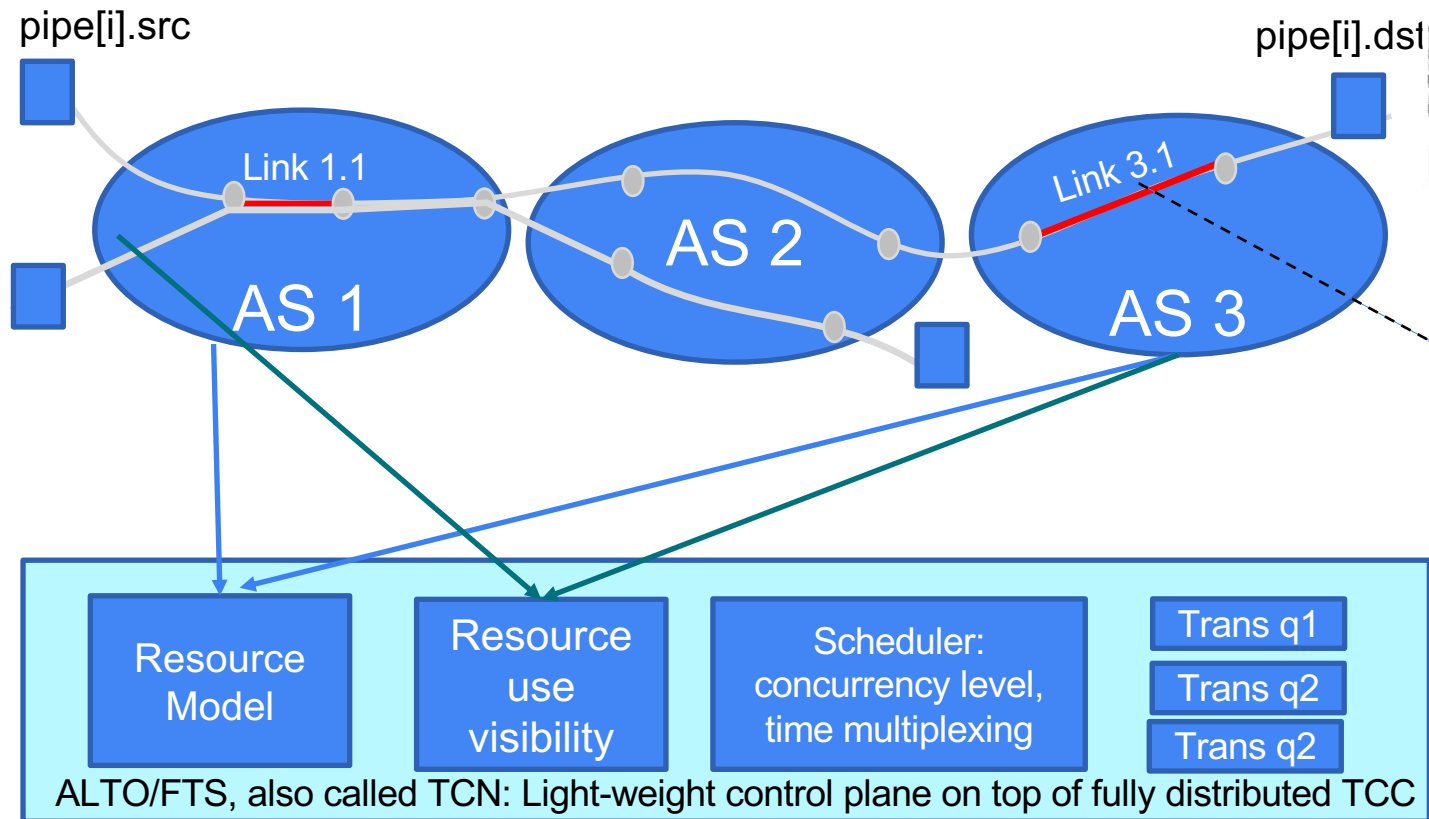 pipe[i].src
pipe[i].dst
Link 1.1
Link 3.1
AS 1
AS 2
AS 3
Resource
Model
Resource
use
visibility
Scheduler:
concurrency level,
time multiplexing
Trans q1
Trans q2
Trans q2
ALTO/FTS, also called TCN: Light-weight control plane on top of fully distributed TCC